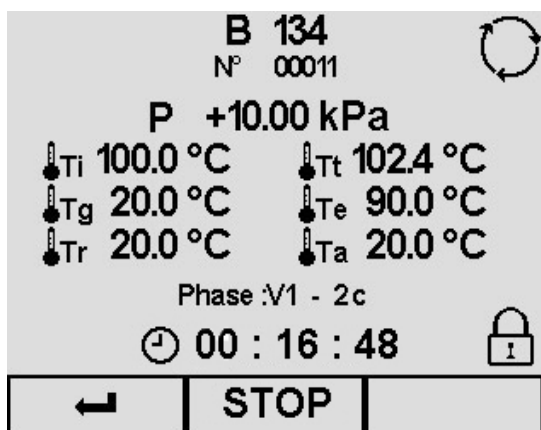 B 134
N° 00011
P +10.00 kPa
Ti 100.0 °C Tt 102.4 °C
Tg 20.0 °C Te 90.0 °C
Tr 20.0 °C Ta 20.0 °C
Phase :V1 - 2c
00 : 16 : 48
STOP